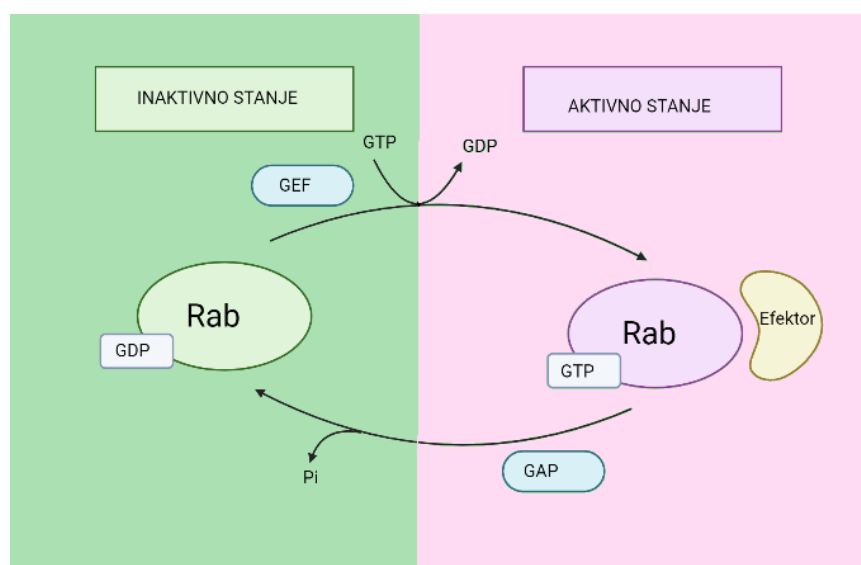 INAKTIVNO STANJE
AKTIVNO STANJE
GTP
GDP
GEF
Rab
GDP
Rab
GTP
Efektor
Pi
GAP